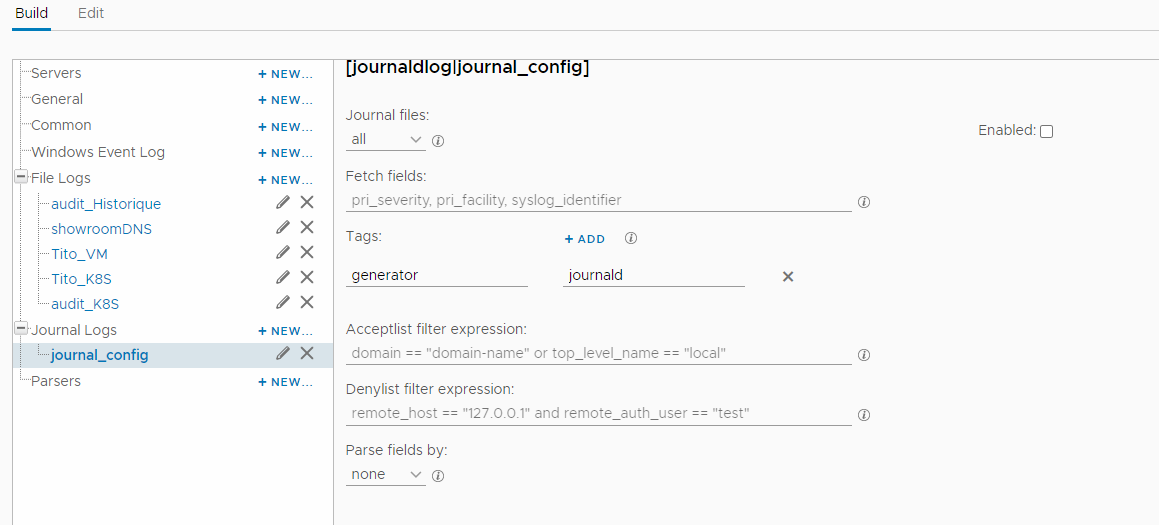 Build Edit
Servers + NEW...
General + NEW...
Common + NEW...
Windows Event Log + NEW...
File Logs + NEW...
audit_Historique
showroomDNS
Tito_VM
Tito_K8S
audit_K8S
Journal Logs + NEW...
journal_config
Parsers + NEW...
[journaldlog|journal_config]
Journal files:
all
Enabled:
Fetch fields:
pri_severity, pri_facility, syslog_identifier
Tags: + ADD
generator journald
Acceptlist filter expression:
domain == "domain-name" or top_level_name == "local"
Denylist filter expression:
remote_host == "127.0.0.1" and remote_auth_user == "test"
Parse fields by:
none